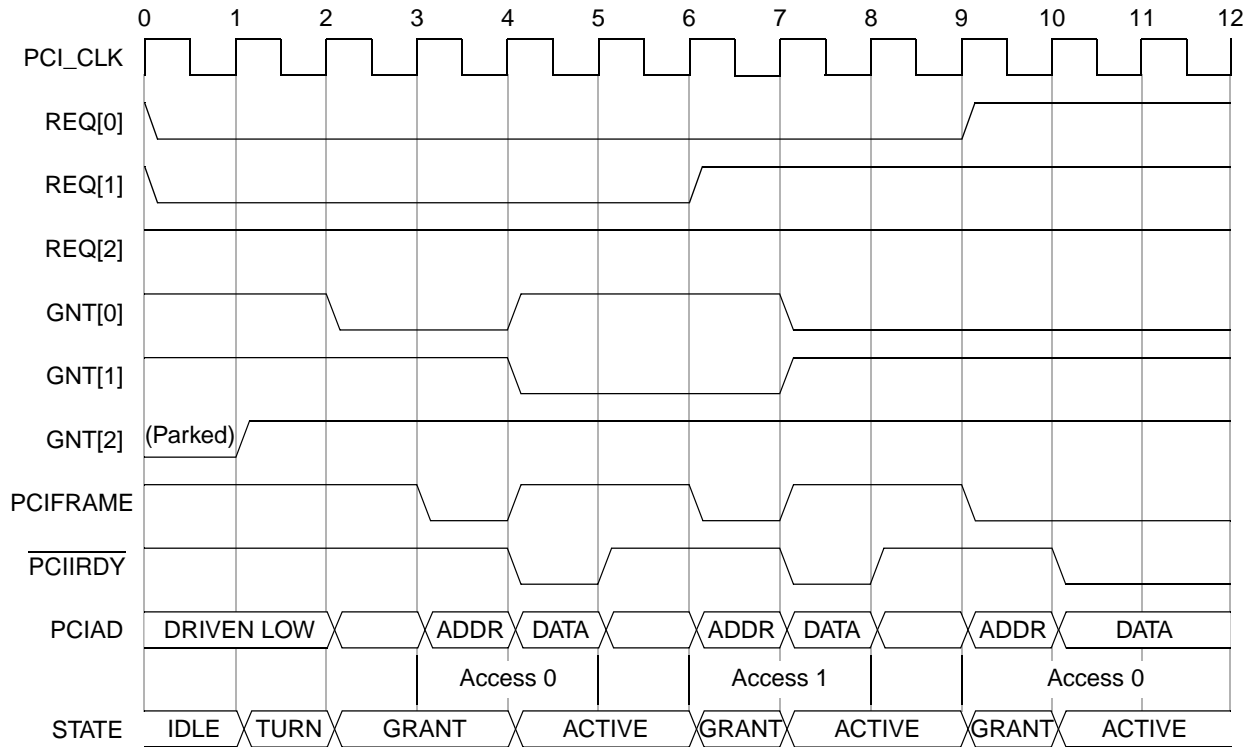 0 1 2 3 4 5 6 7 8 9 10 11 12
PCI_CLK
REQ[0]
REQ[1]
REQ[2]
GNT[0]
GNT[1]
GNT[2] (Parked)
PCIFRAME
PCIIRDY
PCIAD DRIVEN LOW ADDR DATA ADDR DATA ADDR DATA
Access 0 Access 1 Access 0
STATE IDLE TURN GRANT ACTIVE GRANT ACTIVE GRANT ACTIVE